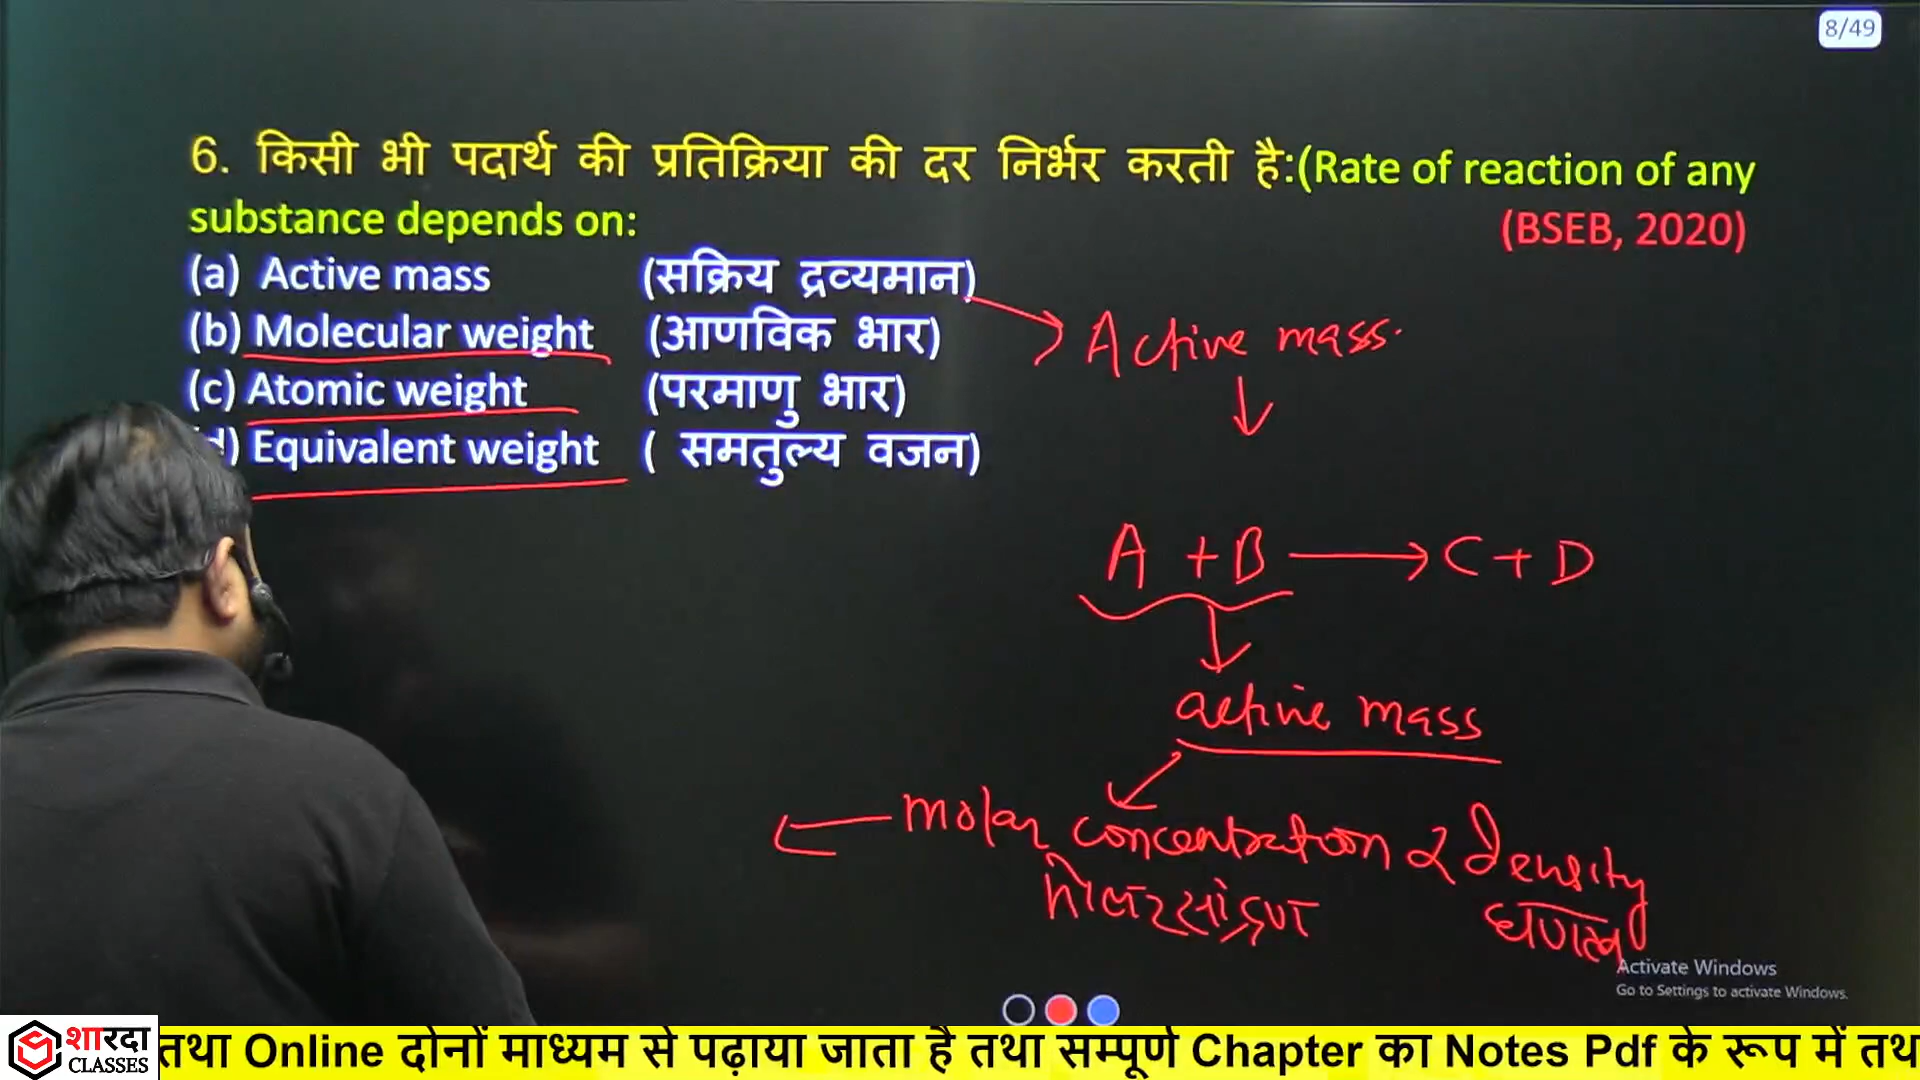 8/49
6. किसी भी पदार्थ की प्रतिक्रिया की दर निर्भर करती है:(Rate of reaction of any
substance depends on:
(BSEB, 2020)
(a) Active mass (सक्रिय द्रव्यमान)
(b) Molecular weight (आणविक भार)
(c) Atomic weight (परमाणु भार)
d) Equivalent weight ( समतुल्य वजन)
Active mass.
A + B → C + D
active mass
molar concentration & Density
मोलर सांद्रण घणत्व
Activate Windows
Go to Settings to activate Windows.
शारदा
CLASSES
तथा Online दोनों माध्यम से पढ़ाया जाता है तथा सम्पूर्ण Chapter का Notes Pdf के रूप में तथ